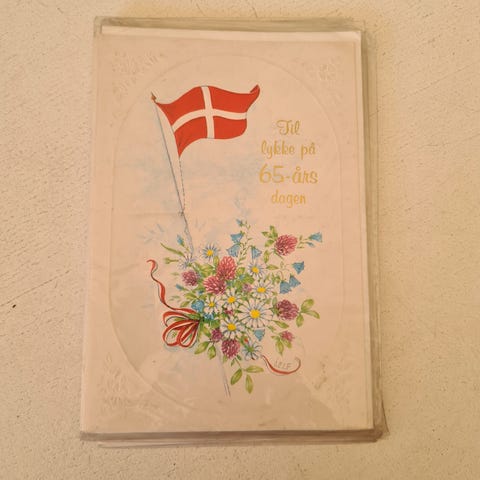 Til
lykke på
65-års
dagen